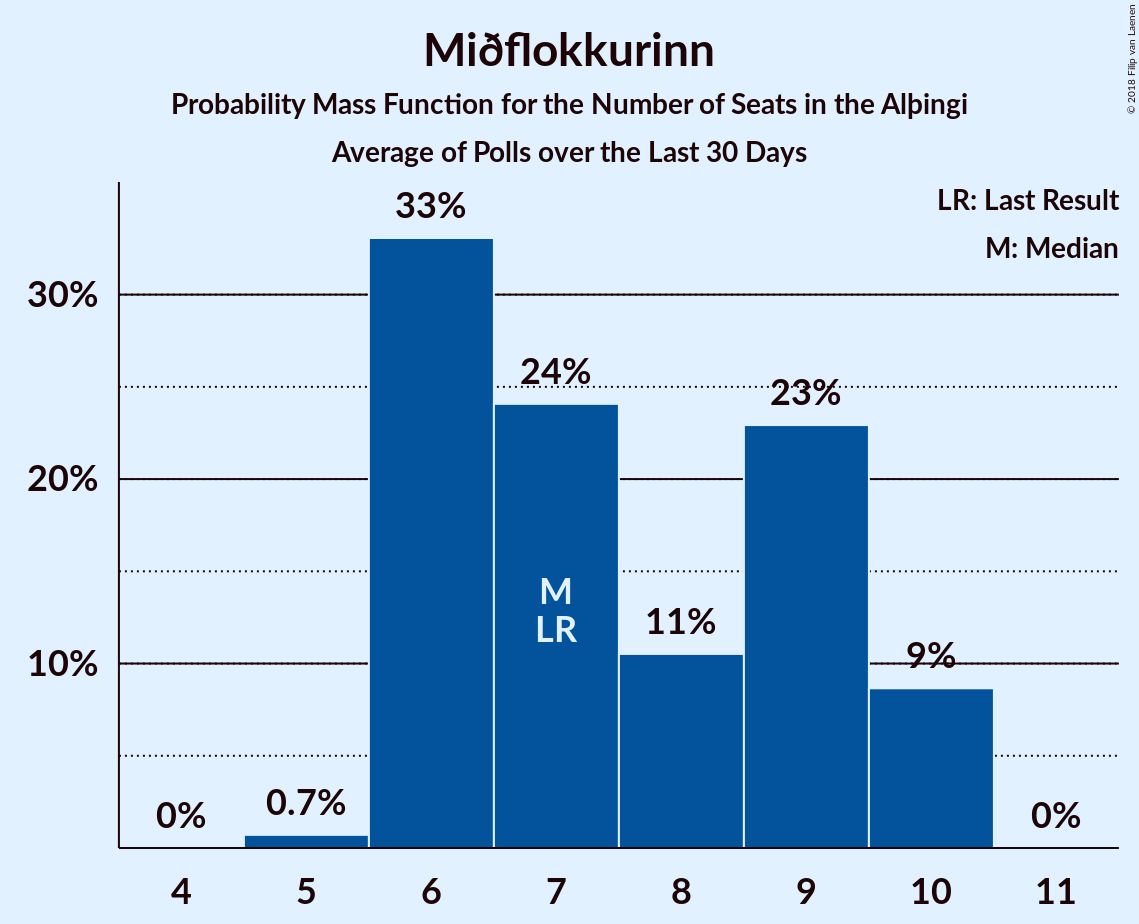 Miðflokkurinn
Probability Mass Function for the Number of Seats in the Alþingi
Average of Polls over the Last 30 Days
© 2018 Filip van Laenen
LR: Last Result
M: Median
33%
30%
24%
23%
20%
M
LR
11%
10%
9%
0%
0.7%
0%
4 5 6 7 8 9 10 11